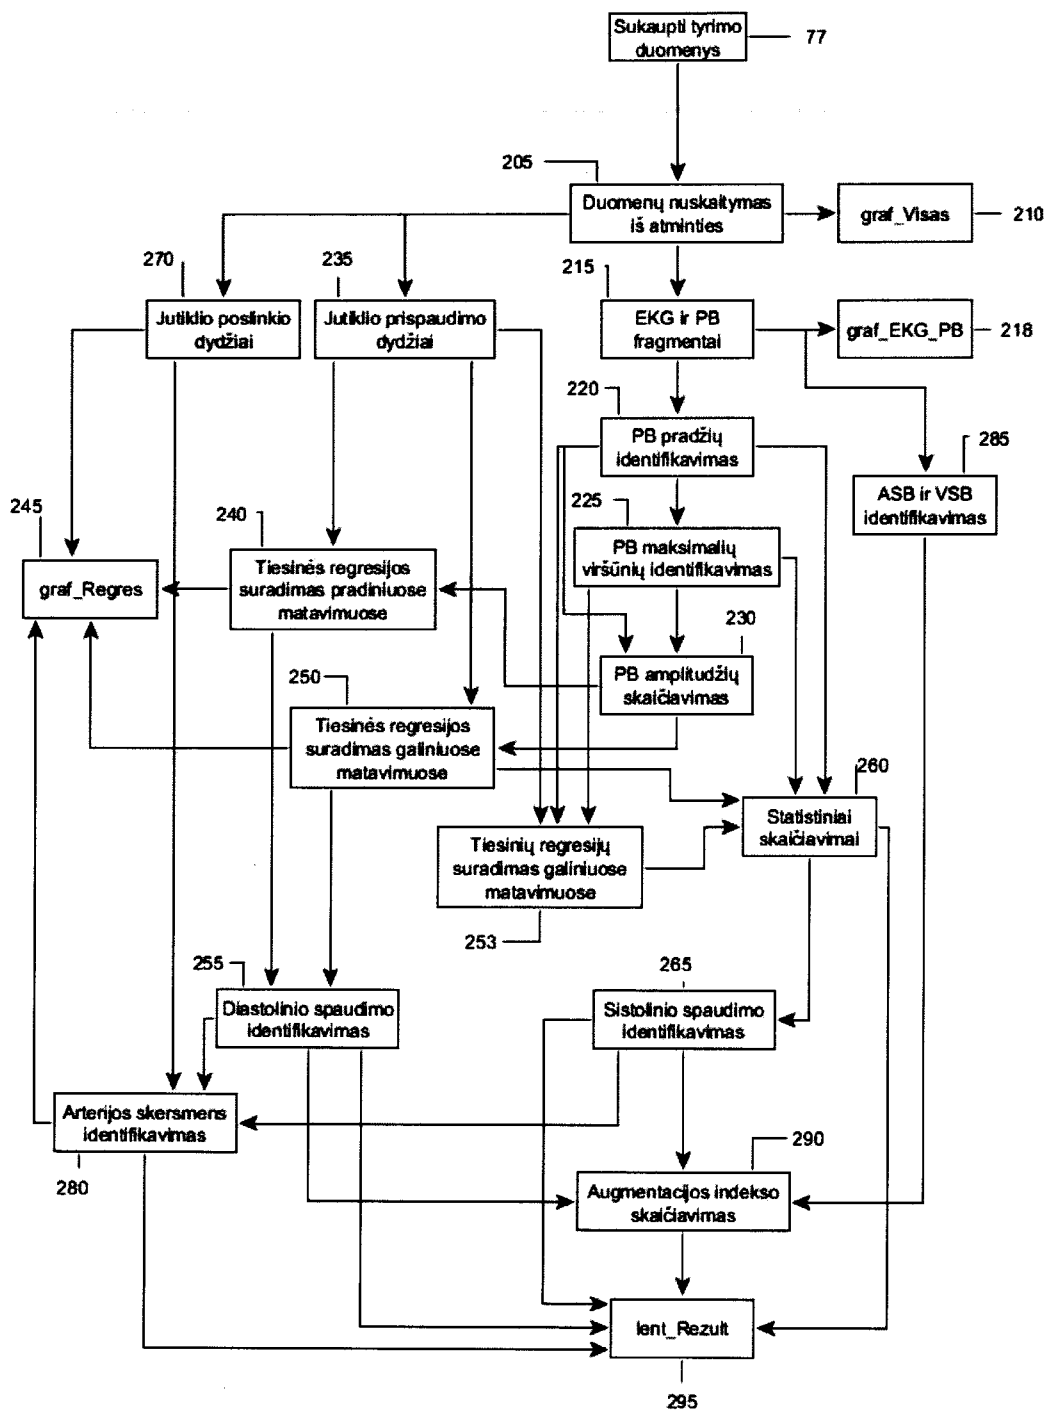 Sukaupti tyrimo
duomenys
77
205
Duomenų nuskaitymas
iš atminties
graf_Visas
210
270
235
215
Jutiklio poslinkio
dydžiai
Jutiklio prispaudimo
dydžiai
EKG ir PB
fragmentai
graf_EKG_PB
218
220
PB pradžių
identifikavimas
285
ASB ir VSB
identifikavimas
245
240
225
graf_Regres
Tiesinės regresijos
suradimas pradiniuose
matavimuose
PB maksimalių
viršūnių identifikavimas
230
PB amplitudžių
skaičiavimas
250
Tiesinės regresijos
suradimas galiniuose
matavimuose
260
Statistiniai
skaičiavimai
Tiesinių regresijų
suradimas galiniuose
matavimuose
253
255
265
Diastolinio spaudimo
identifikavimas
Sistolinio spaudimo
identifikavimas
Arterijos skersmens
identifikavimas
280
290
Augmentacijos indekso
skaičiavimas
lent_Rezult
295